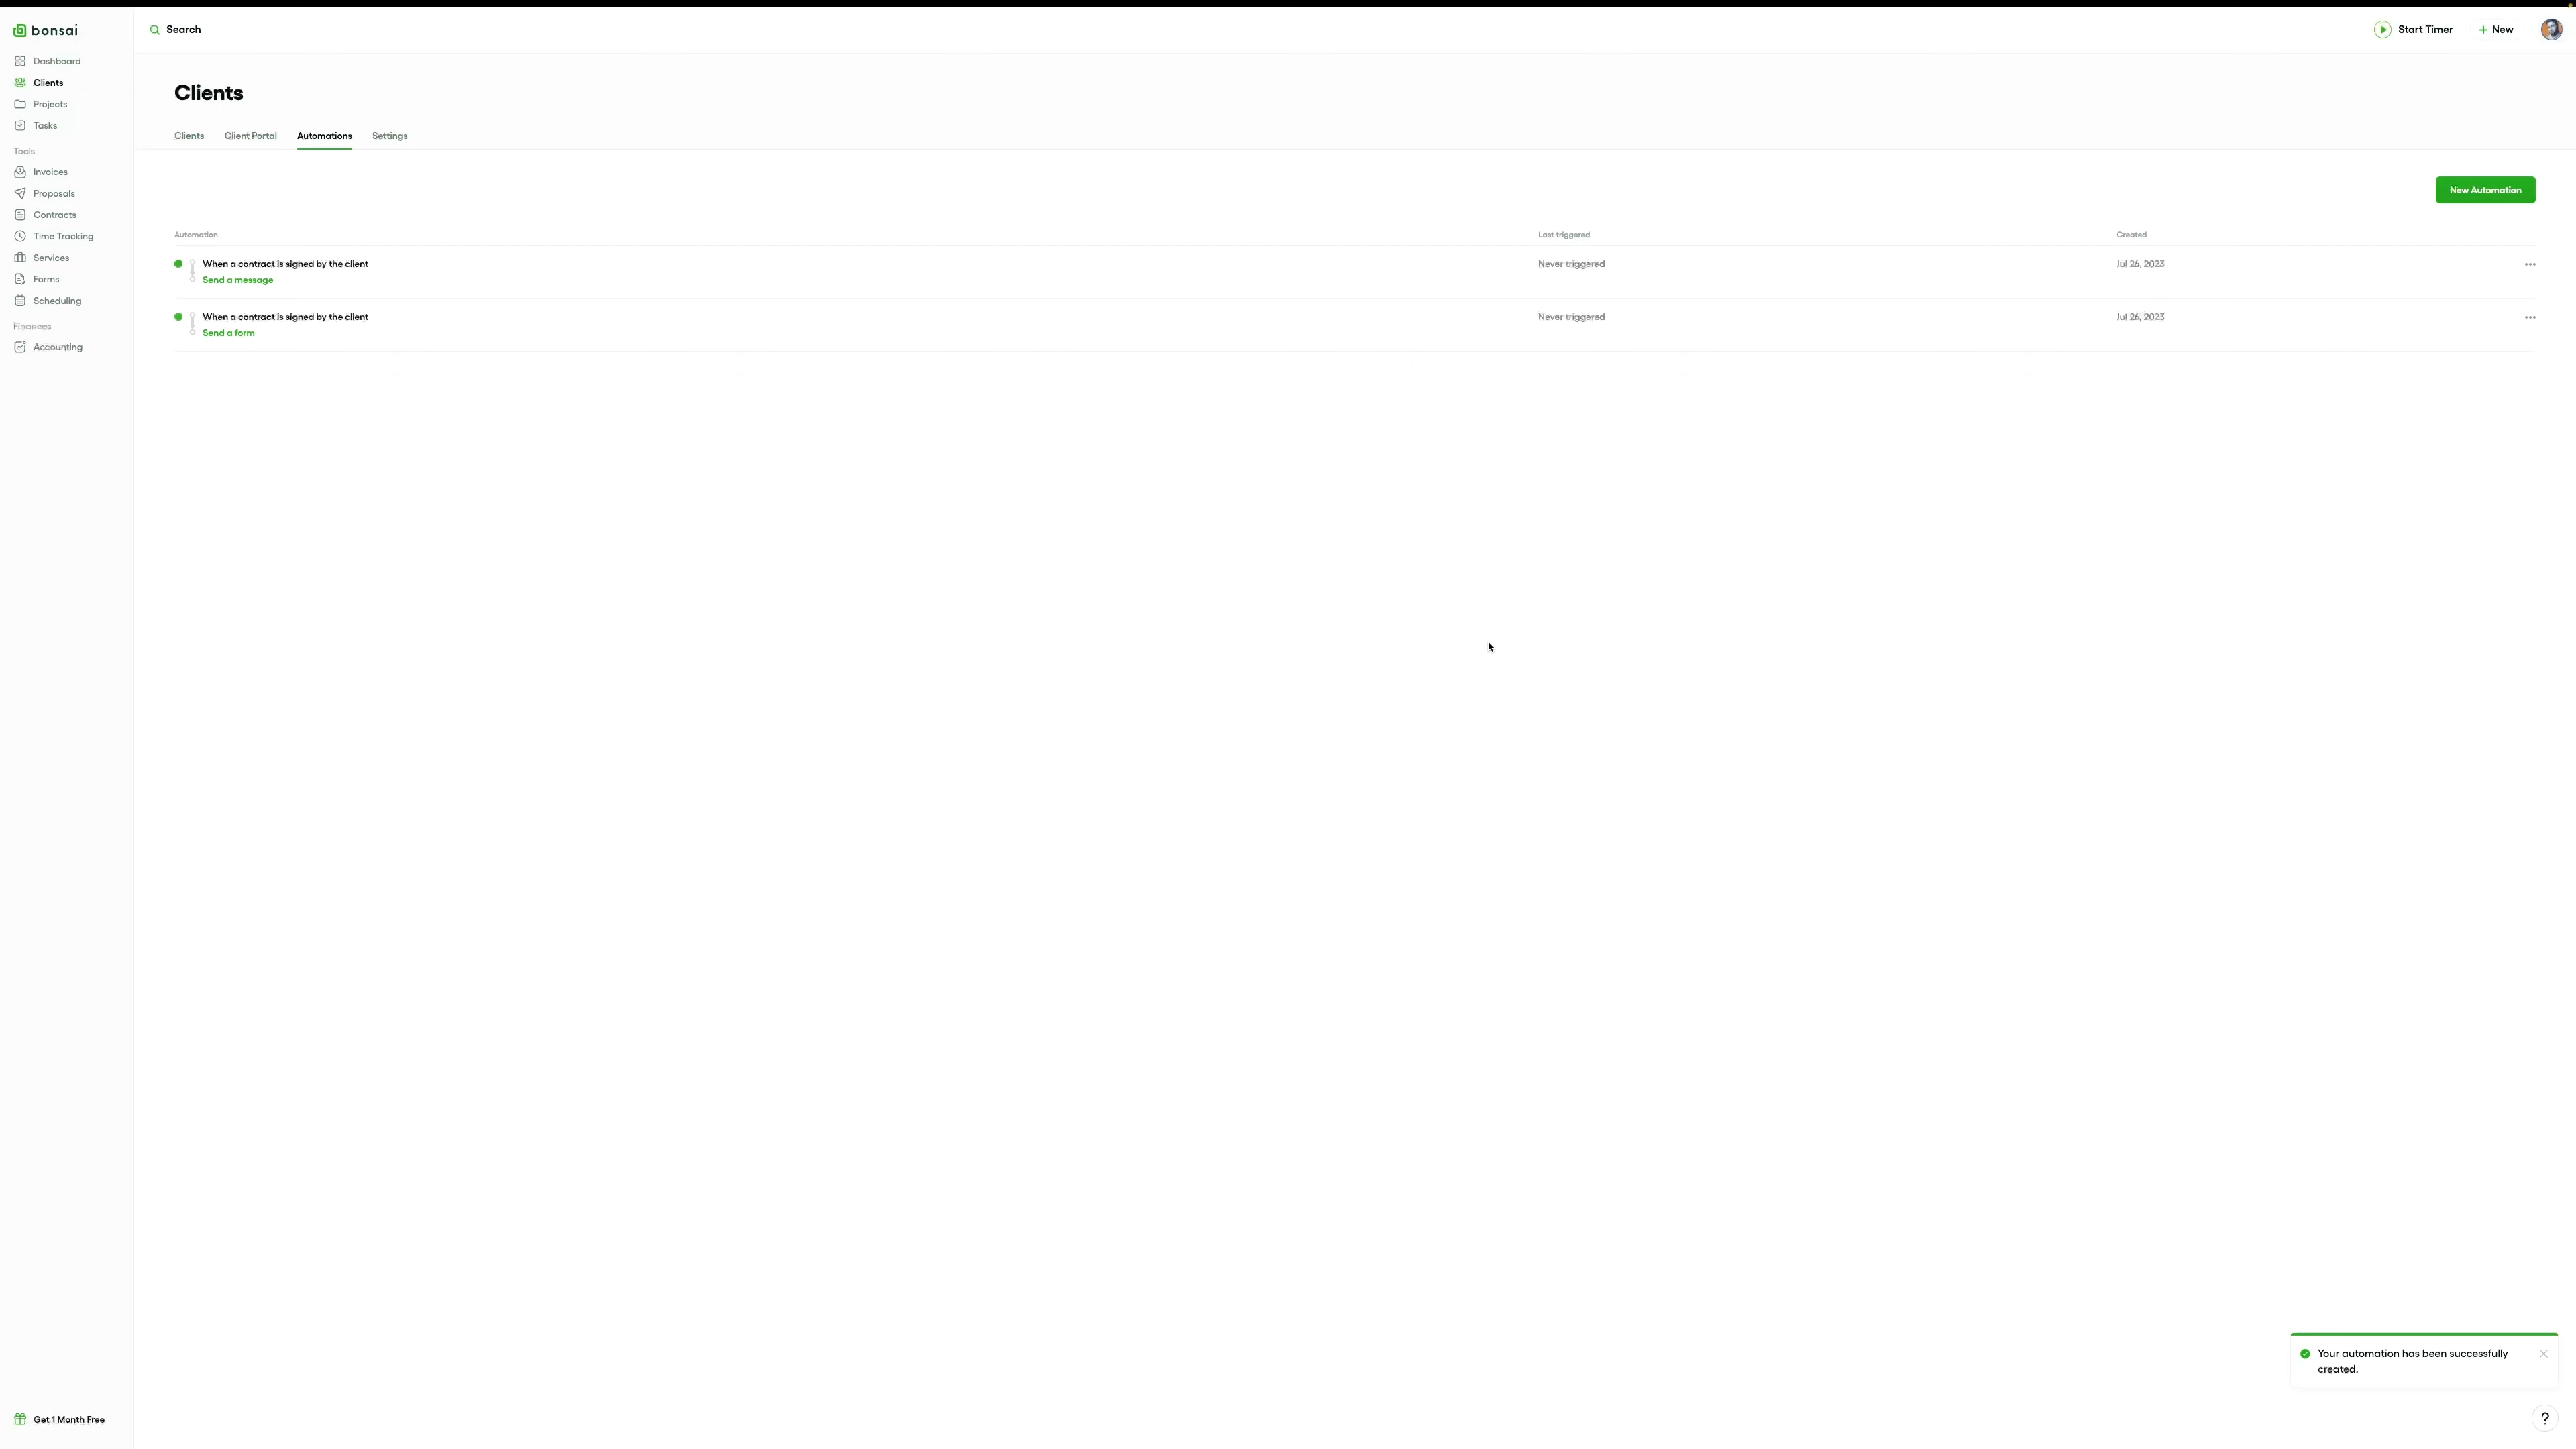 bonsai
Search
Start Timer
New
Dashboard
Clients
Projects
Tasks
Tools
Invoices
Proposals
Contracts
Time Tracking
Services
Forms
Scheduling
Finances
Accounting
Get 1 Month Free
Clients
Clients Client Portal Automations Settings
New Automation
Automation Last triggered Created
When a contract is signed by the client Never triggered Jul 26, 2023
Send a message
When a contract is signed by the client Never triggered Jul 26, 2023
Send a form
Your automation has been successfully
created.
?